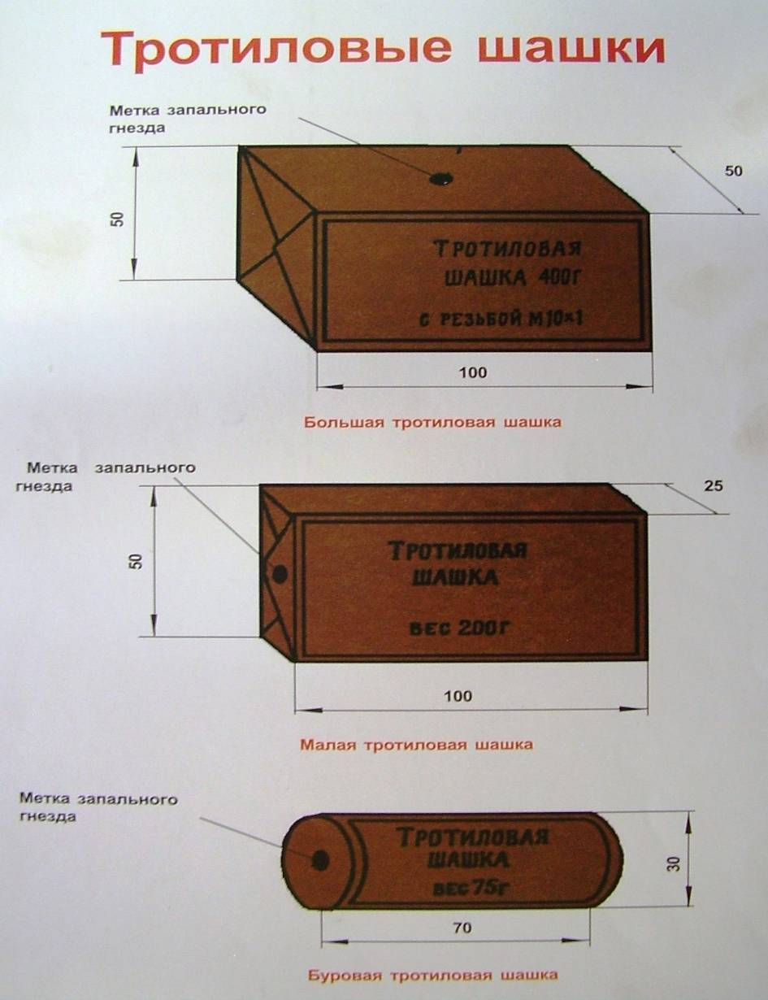 Тротиловые шашки
Метка запального
гнезда
50
50
ТРОТИЛОВАЯ
ШАШКА 400Г
С РЕЗЬБОЙ М10×1
100
Большая тротиловая шашка
Метка запального
гнезда
25
50
ТРОТИЛОВАЯ
ШАШКА
ВЕС 200Г
100
Малая тротиловая шашка
Метка запального
гнезда
ТРОТИЛОВАЯ
ШАШКА
ВЕС 75г
30
70
Буровая тротиловая шашка